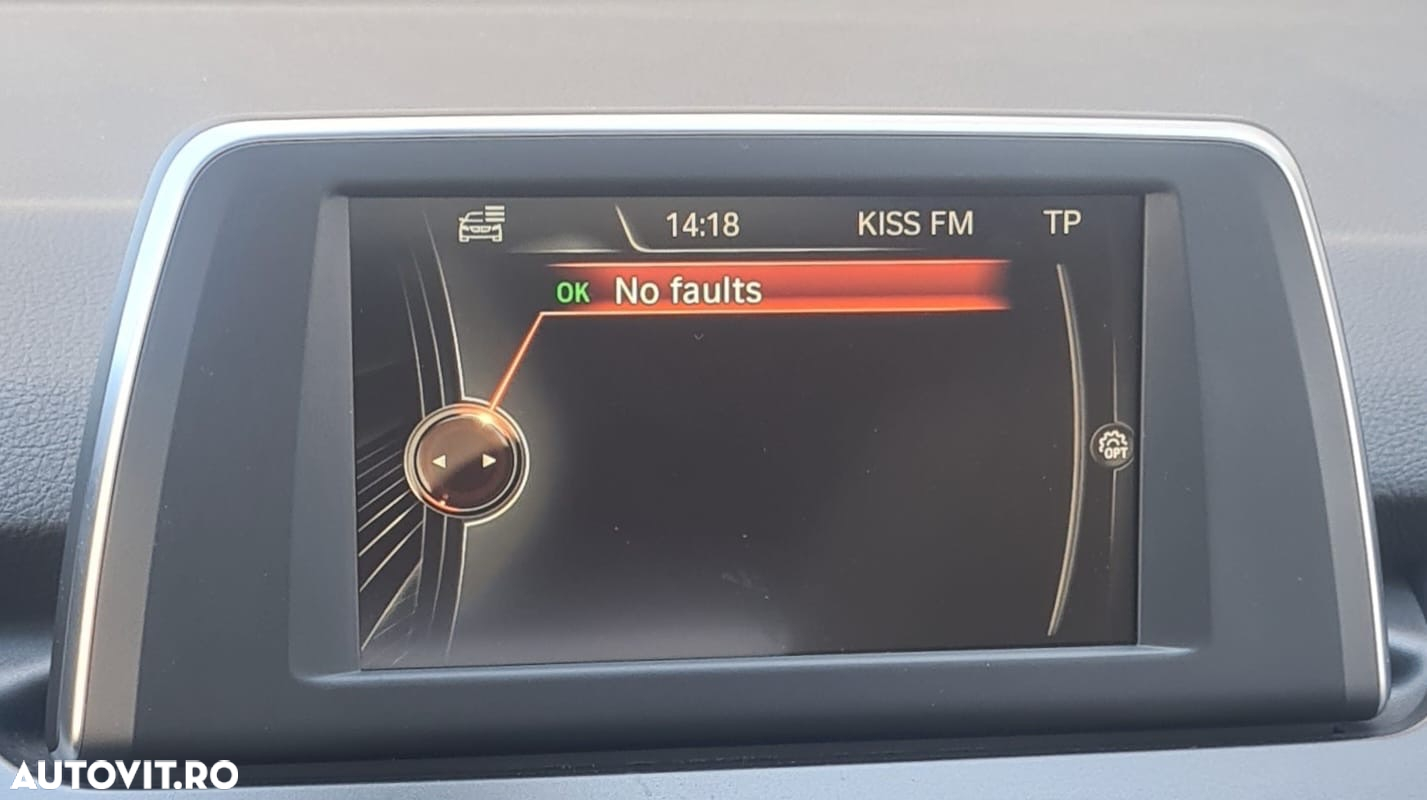 14:18 KISS FM TP
OK No faults
OPT
AUTOVIT.RO